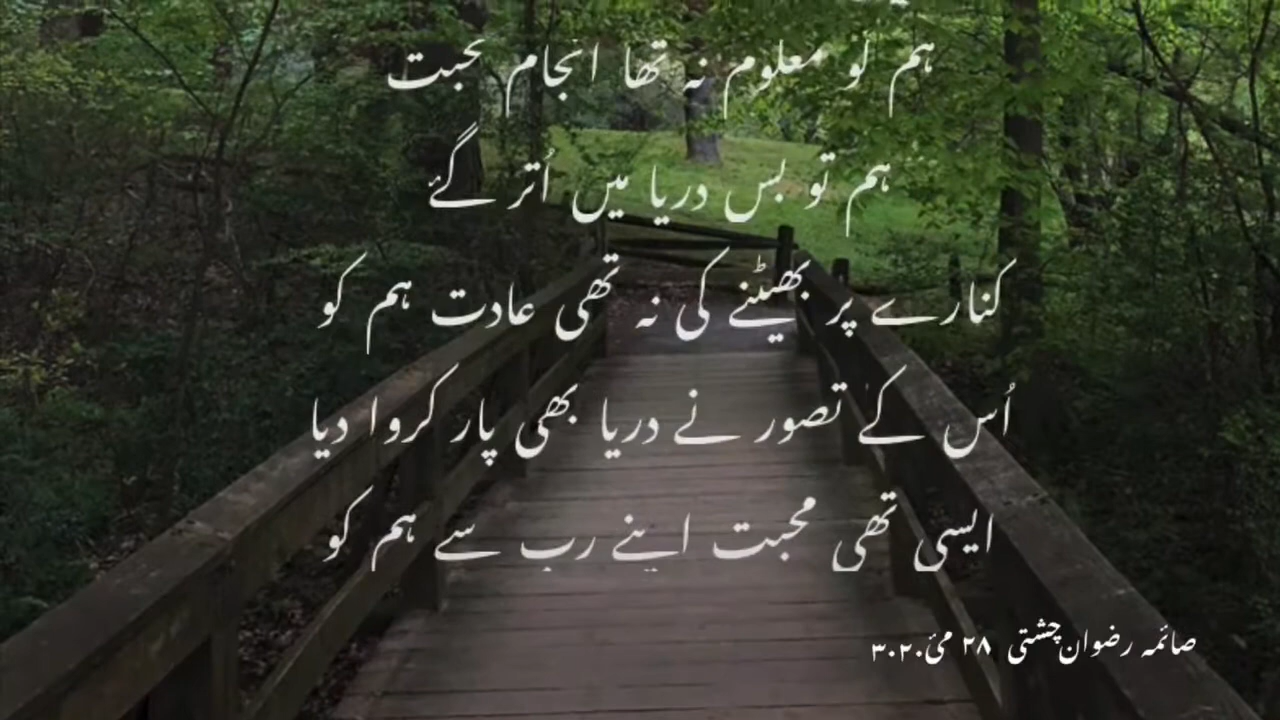 ہم کو معلوم نہ تھا انجام محبت
ہم تو بس دریا میں اُتر گئے
کنارے پر بھیٹنے کی نہ تھی عادت ہم کو
اُس کے تصور نے دریا بھی پار کروا دیا
ایسی تھی محبت اپنے رب سے ہم کو
صائمہ رضوان چشتی ۲۸ مئ ۳۰۲۰